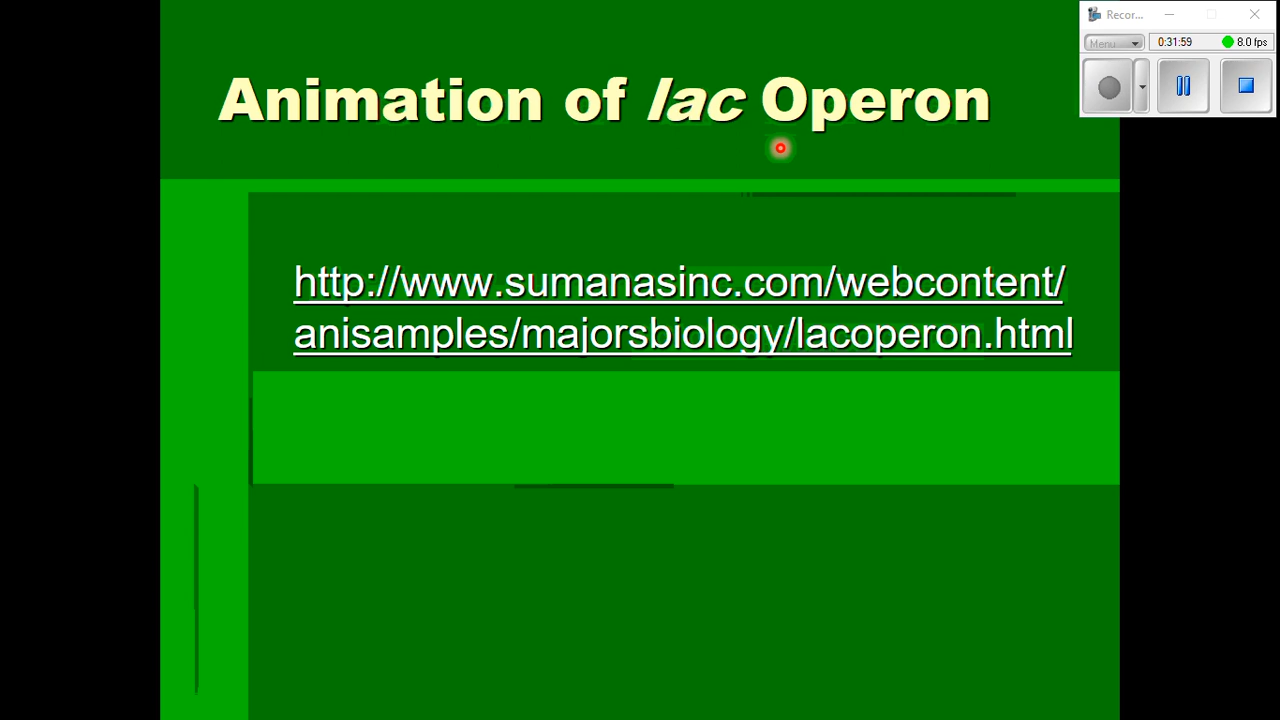 Recor...
Menu
0:31:59
8.0 fps
Animation of lac Operon
http://www.sumanasinc.com/webcontent/
anisamples/majorsbiology/lacoperon.html